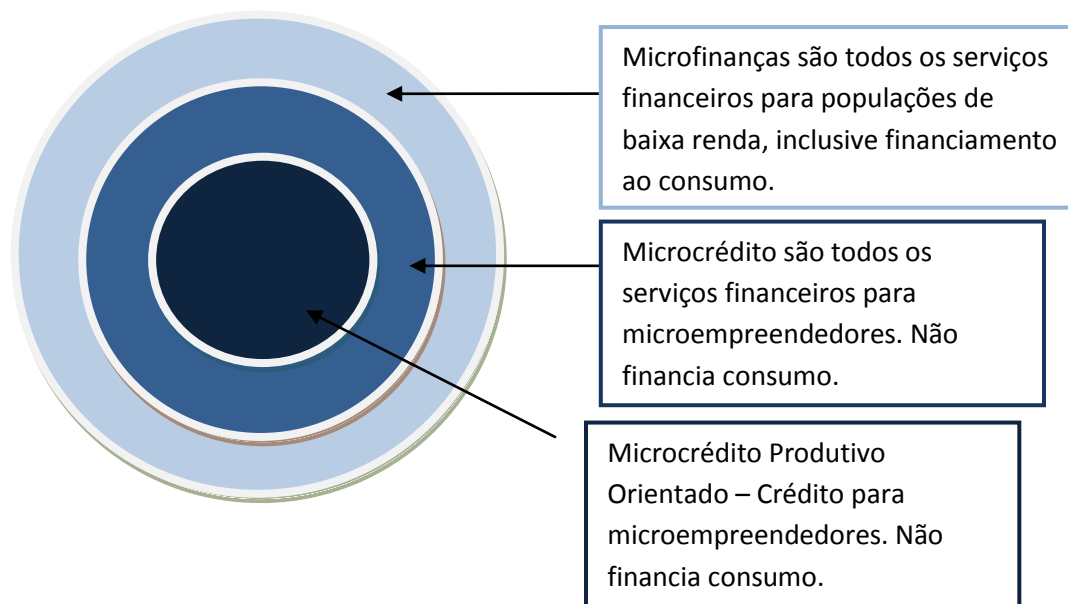 Microfinanças são todos os serviços
financeiros para populações de
baixa renda, inclusive financiamento
ao consumo.
Microcrédito são todos os
serviços financeiros para
microempreendedores. Não
financia consumo.
Microcrédito Produtivo
Orientado – Crédito para
microempreendedores. Não
financia consumo.